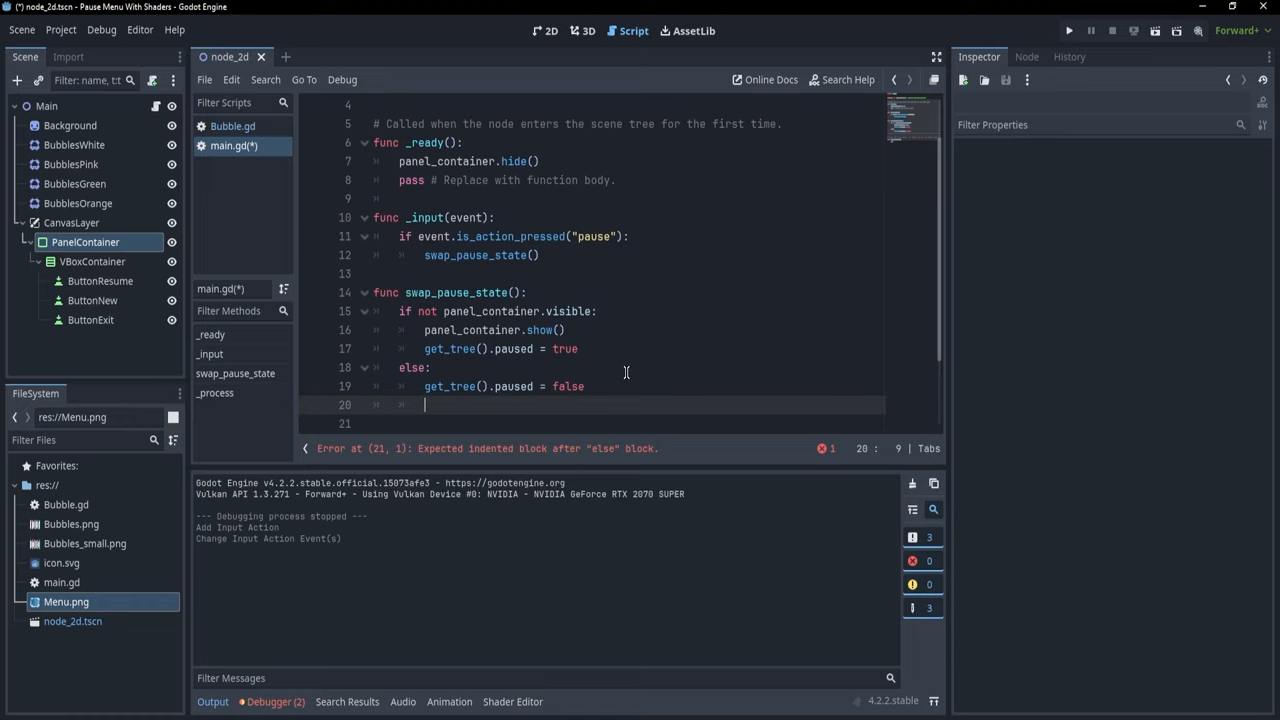 (*) node_2d.tscn - Pause Menu With Shaders - Godot Engine
Scene Project Debug Editor Help
2D 3D Script AssetLib
Forward+
Scene Import
Filter: name, t:t
Main
Background
BubblesWhite
BubblesPink
BubblesGreen
BubblesOrange
CanvasLayer
PanelContainer
VBoxContainer
ButtonResume
ButtonNew
ButtonExit
FileSystem
res://Menu.png
Filter Files
Favorites:
res://
Bubble.gd
Bubbles.png
Bubbles_small.png
icon.svg
main.gd
Menu.png
node_2d.tscn
node_2d
File Edit Search Go To Debug
Online Docs Search Help
Filter Scripts
Bubble.gd
main.gd(*)
main.gd(*)
Filter Methods
_ready
_input
swap_pause_state
_process
4
5 # Called when the node enters the scene tree for the first time.
6 func _ready():
7 panel_container.hide()
8 pass # Replace with function body.
9
10 func _input(event):
11 if event.is_action_pressed("pause"):
12 swap_pause_state()
13
14 func swap_pause_state():
15 if not panel_container.visible:
16 panel_container.show()
17 get_tree().paused = true
18 else:
19 get_tree().paused = false
20
21
Error at (21, 1): Expected indented block after "else" block.
1 20 : 9 | Tabs
Godot Engine v4.2.2.stable.official.15073afe3 - https://godotengine.org
Vulkan API 1.3.271 - Forward+ - Using Vulkan Device #0: NVIDIA - NVIDIA GeForce RTX 2070 SUPER
--- Debugging process stopped ---
Add Input Action
Change Input Action Event(s)
3
0
0
3
Filter Messages
Output Debugger (2) Search Results Audio Animation Shader Editor
4.2.2.stable
Inspector Node History
Filter Properties